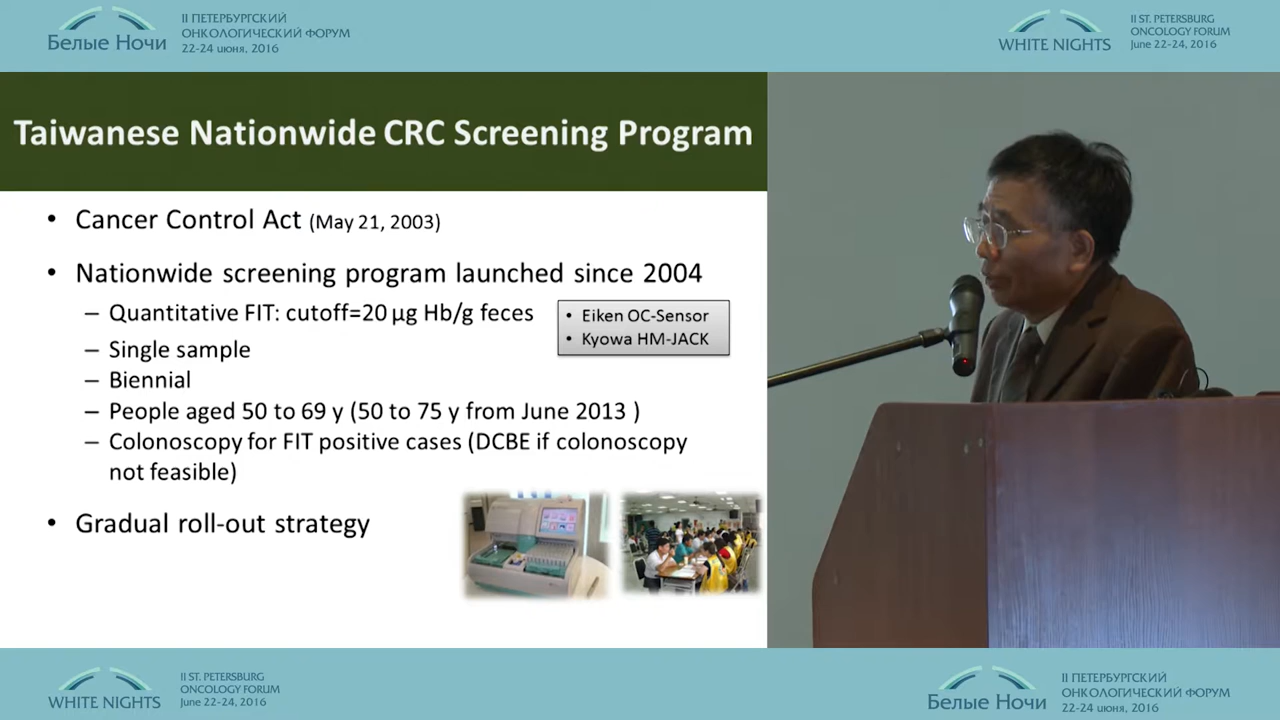 Белые Ночи
II ПЕТЕРБУРГСКИЙ
ОНКОЛОГИЧЕСКИЙ ФОРУМ
22-24 июня, 2016
WHITE NIGHTS
II ST. PETERSBURG
ONCOLOGY FORUM
June 22-24, 2016
Taiwanese Nationwide CRC Screening Program
• Cancer Control Act (May 21, 2003)
• Nationwide screening program launched since 2004
– Quantitative FIT: cutoff=20 µg Hb/g feces
• Eiken OC-Sensor
• Kyowa HM-JACK
– Single sample
– Biennial
– People aged 50 to 69 y (50 to 75 y from June 2013 )
– Colonoscopy for FIT positive cases (DCBE if colonoscopy
not feasible)
• Gradual roll-out strategy
WHITE NIGHTS
II ST. PETERSBURG
ONCOLOGY FORUM
June 22-24, 2016
Белые Ночи
II ПЕТЕРБУРГСКИЙ
ОНКОЛОГИЧЕСКИЙ ФОРУМ
22-24 июня, 2016